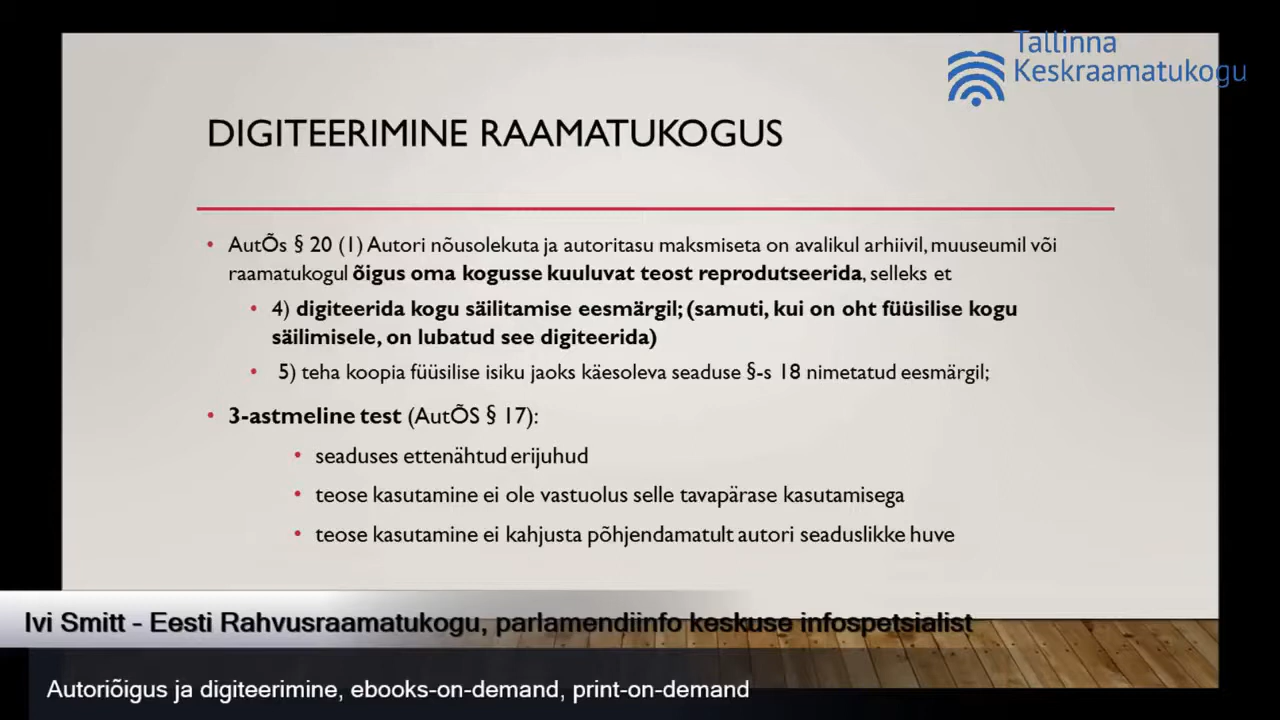 Tallinna
Keskraamatukogu
DIGITEERIMINE RAAMATUKOGUS
• AutÕs § 20 (1) Autori nõusolekuta ja autoritasu maksmiseta on avalikul arhiivil, muuseumil või
raamatukogul õigus oma kogusse kuuluvat teost reprodutseerida, selleks et
• 4) digiteerida kogu säilitamise eesmärgil; (samuti, kui on oht füüsilise kogu
säilimisele, on lubatud see digiteerida)
• 5) teha koopia füüsilise isiku jaoks käesoleva seaduse §-s 18 nimetatud eesmärgil;
• 3-astmeline test (AutÕS § 17):
• seaduses ettenähtud erijuhud
• teose kasutamine ei ole vastuolus selle tavapärase kasutamisega
• teose kasutamine ei kahjusta põhjendamatult autori seaduslikke huve
Ivi Smitt - Eesti Rahvusraamatukogu, parlamendiinfo keskuse infospetsialist
Autoriõigus ja digiteerimine, ebooks-on-demand, print-on-demand